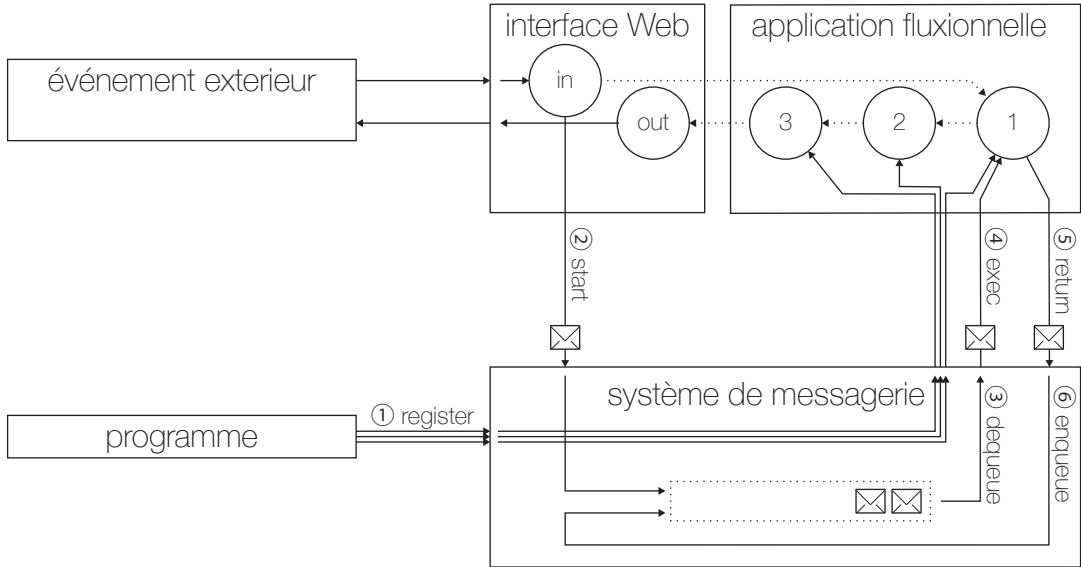 interface Web
application fluxionnelle
événement exterieur
in
out
3
2
1
② start
④ exec
⑤ return
système de messagerie
① register
programme
③ dequeue
⑥ enqueue